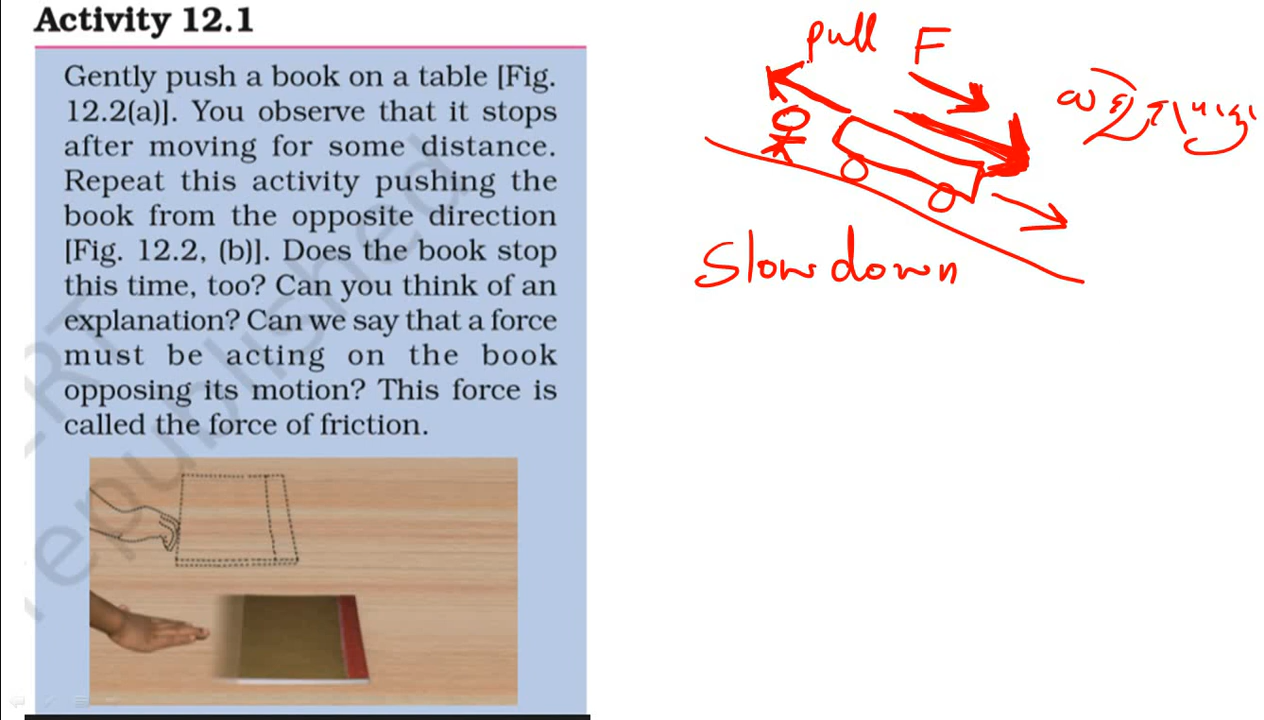 Activity 12.1
Gently push a book on a table [Fig.
12.2(a)]. You observe that it stops
after moving for some distance.
Repeat this activity pushing the
book from the opposite direction
[Fig. 12.2, (b)]. Does the book stop
this time, too? Can you think of an
explanation? Can we say that a force
must be acting on the book
opposing its motion? This force is
called the force of friction.
pull F
Slow down
republished